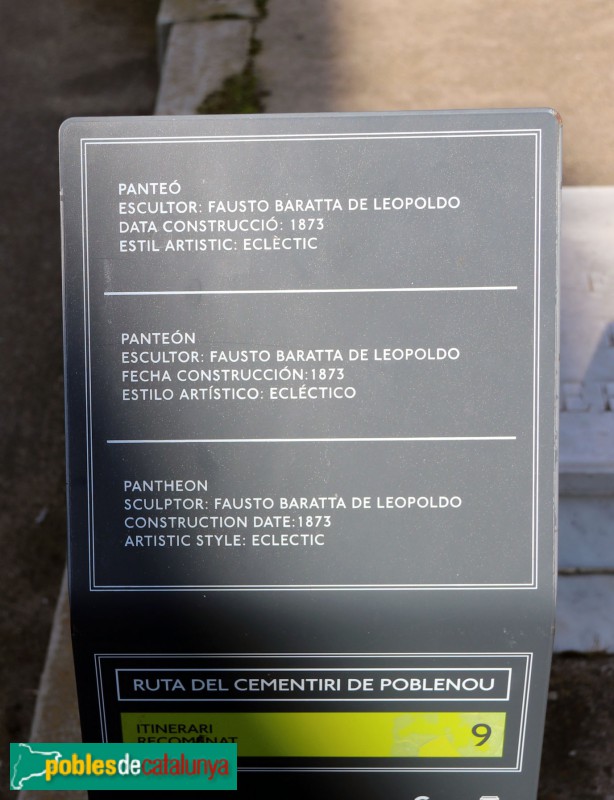 PANTEÓ
ESCULTOR: FAUSTO BARATTA DE LEOPOLDO
DATA CONSTRUCCIÓ: 1873
ESTIL ARTISTIC: ECLÈCTIC
PANTEÓN
ESCULTOR: FAUSTO BARATTA DE LEOPOLDO
FECHA CONSTRUCCIÓN:1873
ESTILO ARTÍSTICO: ECLÉCTICO
PANTHEON
SCULPTOR: FAUSTO BARATTA DE LEOPOLDO
CONSTRUCTION DATE:1873
ARTISTIC STYLE: ECLECTIC
RUTA DEL CEMENTIRI DE POBLENOU
ITINERARI
RECOMANAT
9
poblesdecatalunya